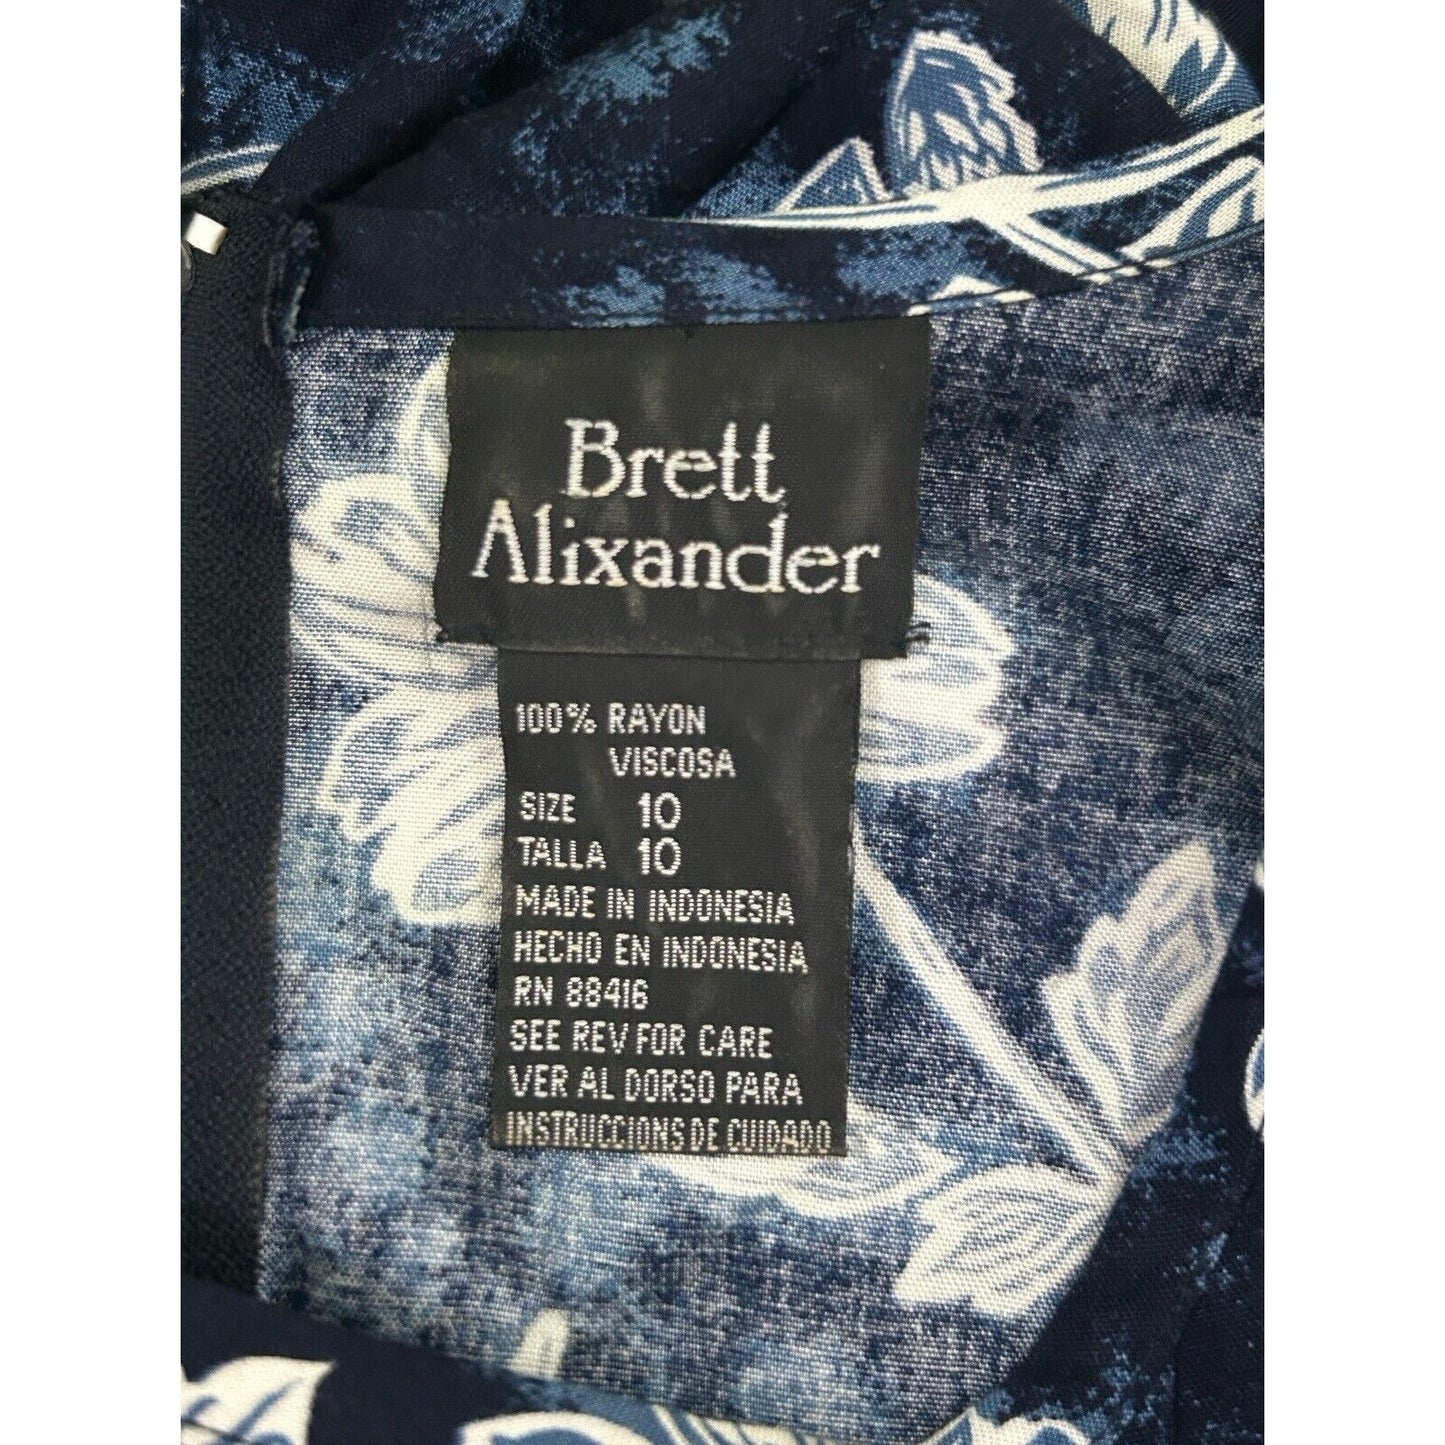 Brett
Alixander
100% RAYON
VISCOSA
SIZE 10
TALLA 10
MADE IN INDONESIA
HECHO EN INDONESIA
RN 88416
SEE REV FOR CARE
VER AL DORSO PARA
INSTRUCCIONS DE CUIDADO